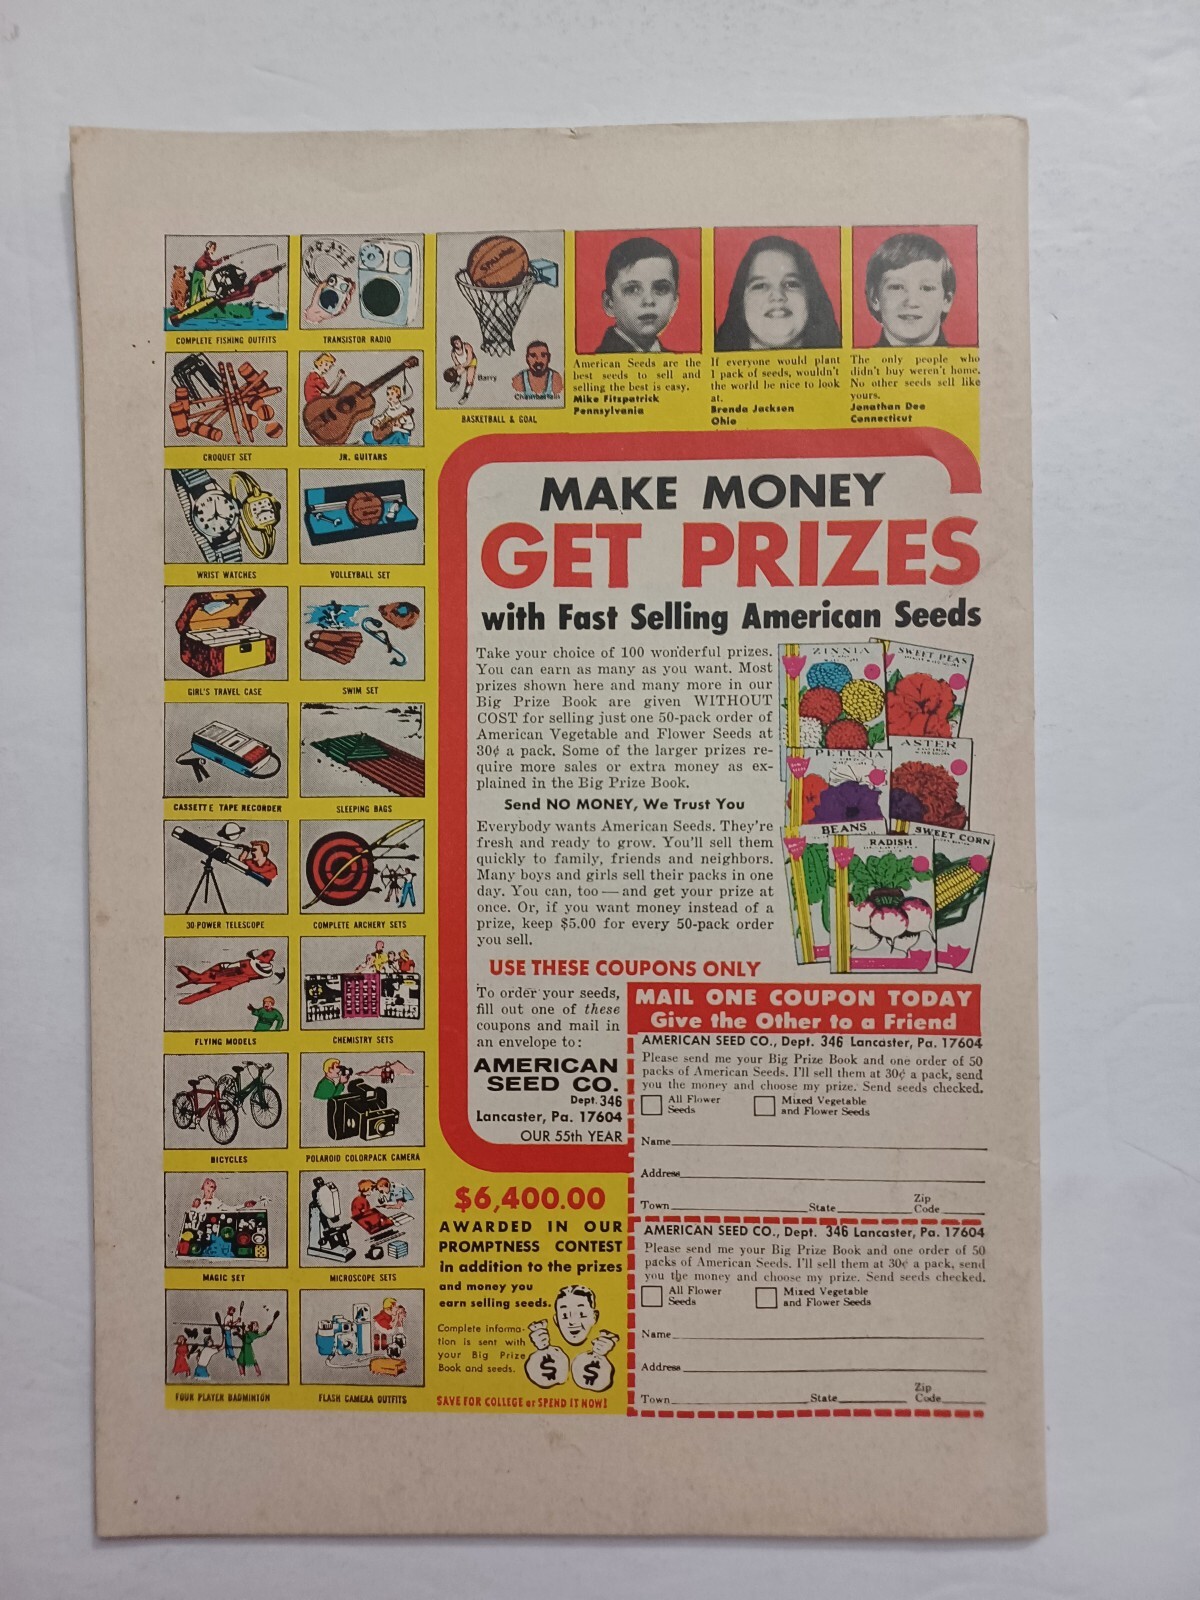 COMPLETE FISHING OUTFITS
TRANSISTOR RADIO
CROQUET SET
JR. GUITARS
WRIST WATCHES
VOLLEYBALL SET
GIRL'S TRAVEL CASE
SWIM SET
CASSETTE TAPE RECORDER
SLEEPING BAGS
30-POWER TELESCOPE
COMPLETE ARCHERY SETS
FLYING MODELS
CHEMISTRY SETS
BICYCLES
POLAROID COLORPACK CAMERA
MAGIC SET
MICROSCOPE SETS
FOUR PLAYER BADMINTON
FLASH CAMERA OUTFITS
SPALDING
Barry
Chamberlain
BASKETBALL & GOAL
American Seeds are the
best seeds to sell and
selling the best is easy.
Mike Fitzpatrick
Pennsylvania
If everyone would plant
1 pack of seeds, wouldn't
the world be nice to look
at.
Brenda Jackson
Ohio
The only people who
didn't buy weren't home.
No other seeds sell like
yours.
Jonathan Dee
Connecticut
MAKE MONEY
GET PRIZES
with Fast Selling American Seeds
Take your choice of 100 wonderful prizes.
You can earn as many as you want. Most
prizes shown here and many more in our
Big Prize Book are given WITHOUT
COST for selling just one 50-pack order of
American Vegetable and Flower Seeds at
30¢ a pack. Some of the larger prizes re-
quire more sales or extra money as ex-
plained in the Big Prize Book.
Send NO MONEY, We Trust You
Everybody wants American Seeds. They're
fresh and ready to grow. You'll sell them
quickly to family, friends and neighbors.
Many boys and girls sell their packs in one
day. You can, too — and get your prize at
once. Or, if you want money instead of a
prize, keep $5.00 for every 50-pack order
you sell.
ZINNIA
SWEET PEAS
PETUNIA
ASTER
BEANS
SWEET CORN
RADISH
USE THESE COUPONS ONLY
To order your seeds,
fill out one of these
coupons and mail in
an envelope to:
AMERICAN
SEED CO.
Dept. 346
Lancaster, Pa. 17604
OUR 55th YEAR
MAIL ONE COUPON TODAY
Give the Other to a Friend
AMERICAN SEED CO., Dept. 346 Lancaster, Pa. 17604
Please send me your Big Prize Book and one order of 50
packs of American Seeds. I'll sell them at 30¢ a pack, send
you the money and choose my prize. Send seeds checked.
All Flower
Seeds
Mixed Vegetable
and Flower Seeds
Name
Address
Town State Zip Code
AMERICAN SEED CO., Dept. 346 Lancaster, Pa. 17604
Please send me your Big Prize Book and one order of 50
packs of American Seeds. I'll sell them at 30¢ a pack, send
you the money and choose my prize. Send seeds checked.
All Flower
Seeds
Mixed Vegetable
and Flower Seeds
Name
Address
Town State Zip Code
$6,400.00
AWARDED IN OUR
PROMPTNESS CONTEST
in addition to the prizes
and money you
earn selling seeds.
Complete informa-
tion is sent with
your Big Prize
Book and seeds.
$ $
SAVE FOR COLLEGE or SPEND IT NOW!